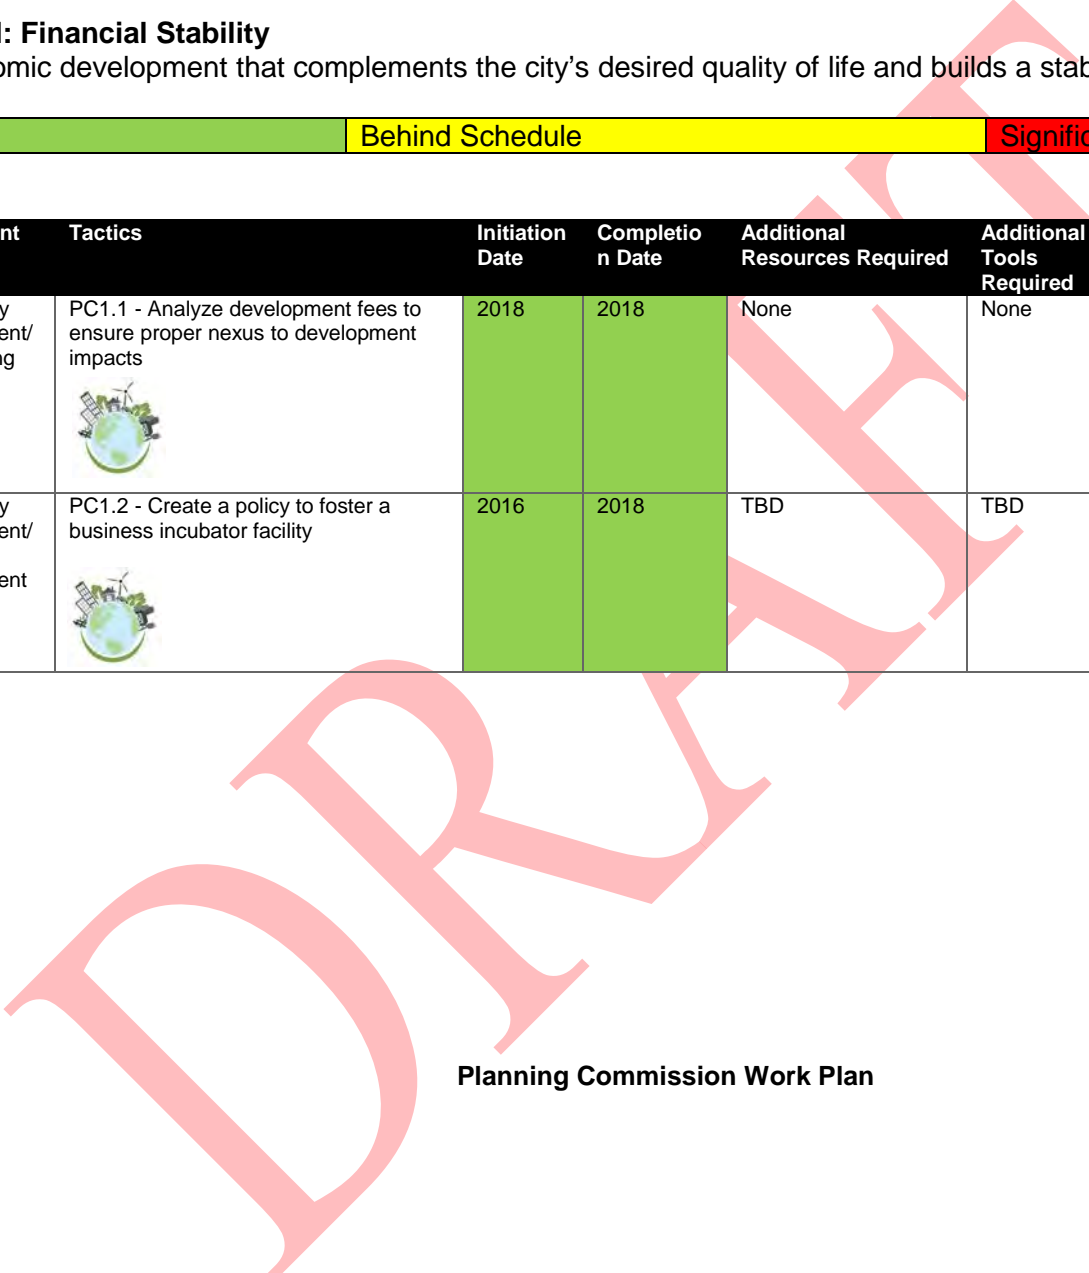 : Financial Stability
omic development that complements the city's desired quality of life and builds a stab
Behind Schedule
Signific
nt
Tactics
Initiation
Date
Completio
n Date
Additional
Resources Required
Additional
Tools
Required
y
ent/
ng
PC1.1 - Analyze development fees to
ensure proper nexus to development
impacts
2018
2018
None
None
y
ent/
ent
PC1.2 - Create a policy to foster a
business incubator facility
2016
2018
TBD
TBD
DRAFT
Planning Commission Work Plan